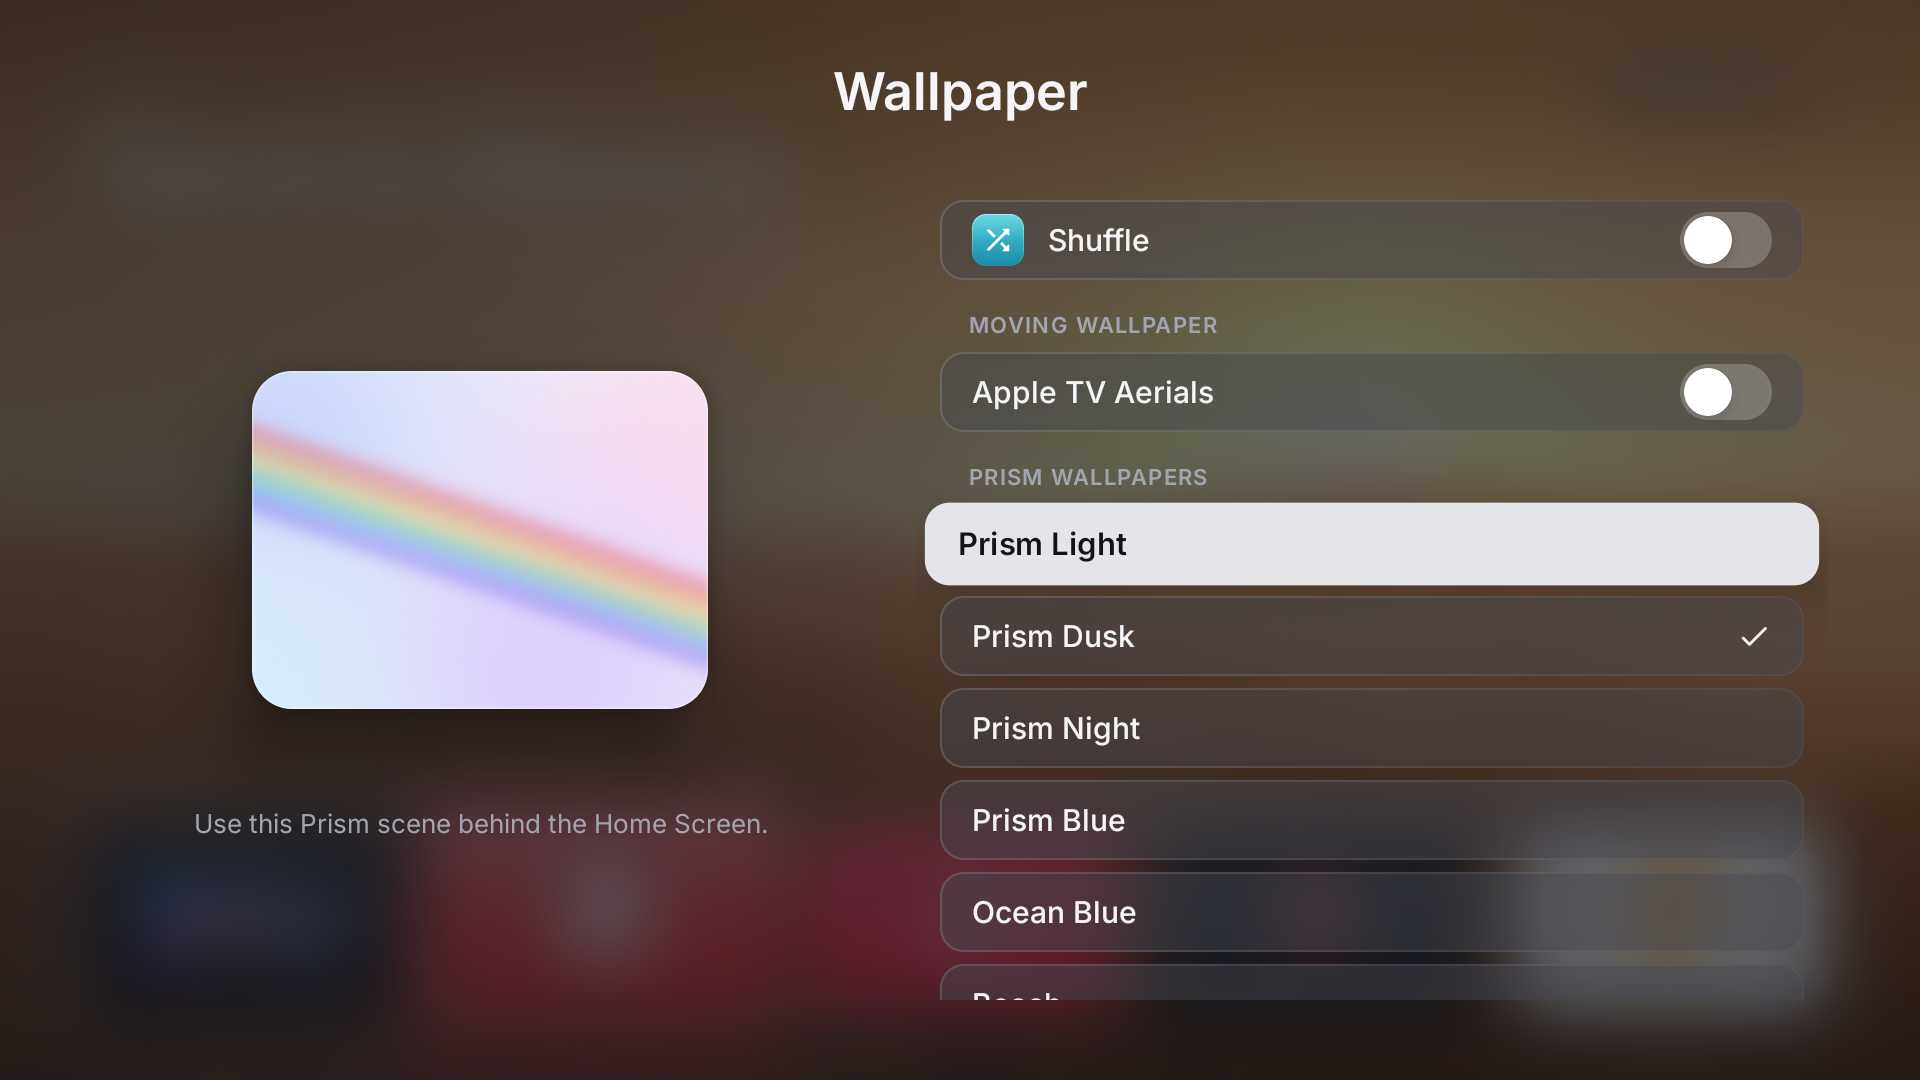 Wallpaper
Shuffle
MOVING WALLPAPER
Apple TV Aerials
PRISM WALLPAPERS
Prism Light
Prism Dusk
Prism Night
Prism Blue
Ocean Blue
Use this Prism scene behind the Home Screen.